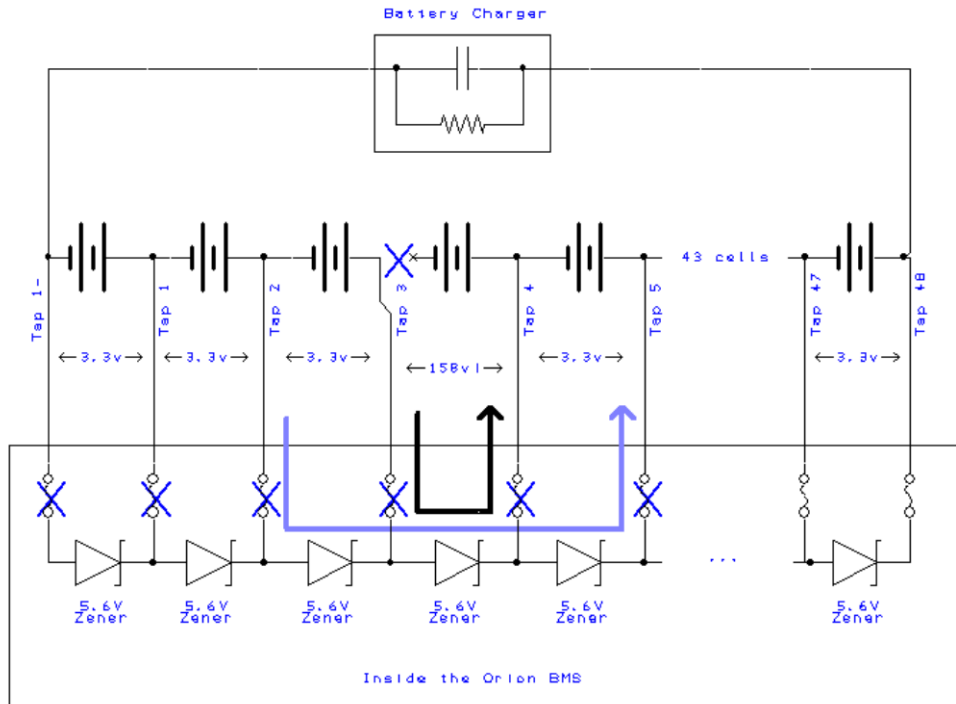 Battery Charger
43 cells
Tap 1-
Tap 1
Tap 2
Tap 3
Tap 4
Tap 5
Tap 47
Tap 48
3.3v
3.3v
3.3v
158v!
3.3v
3.3v
5.6V
Zener
5.6V
Zener
5.6V
Zener
5.6V
Zener
5.6V
Zener
...
5.6V
Zener
Inside the Orion BMS